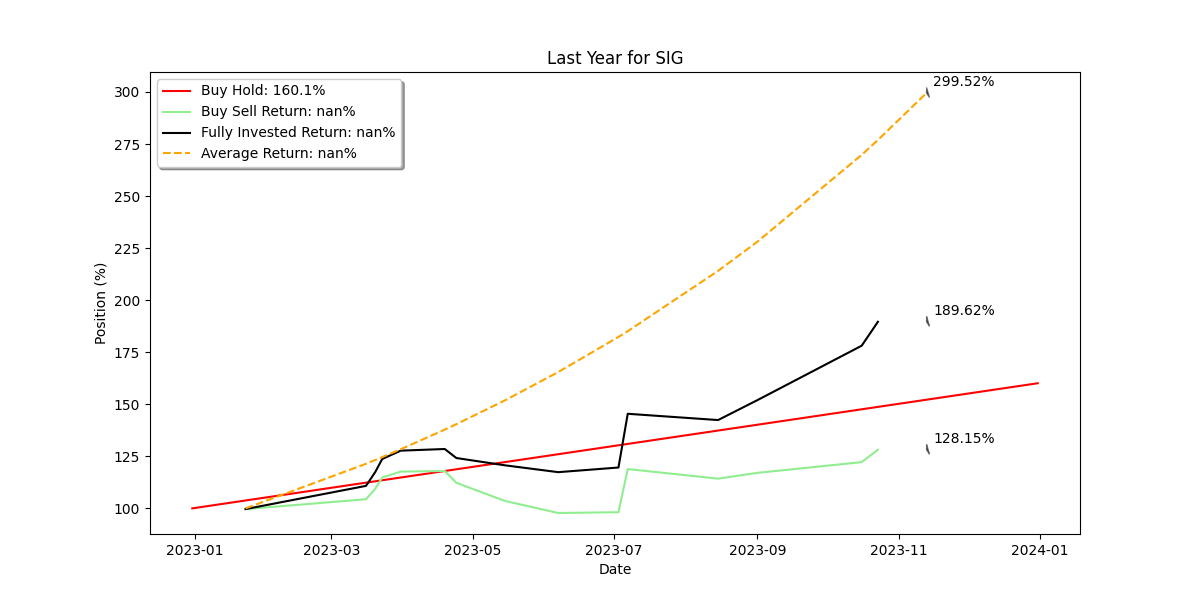 Last Year for SIG
Buy Hold: 160.1%
Buy Sell Return: nan%
Fully Invested Return: nan%
Average Return: nan%
299.52%
189.62%
128.15%
Position (%)
300
275
250
225
200
175
150
125
100
2023-01
2023-03
2023-05
2023-07
2023-09
2023-11
2024-01
Date